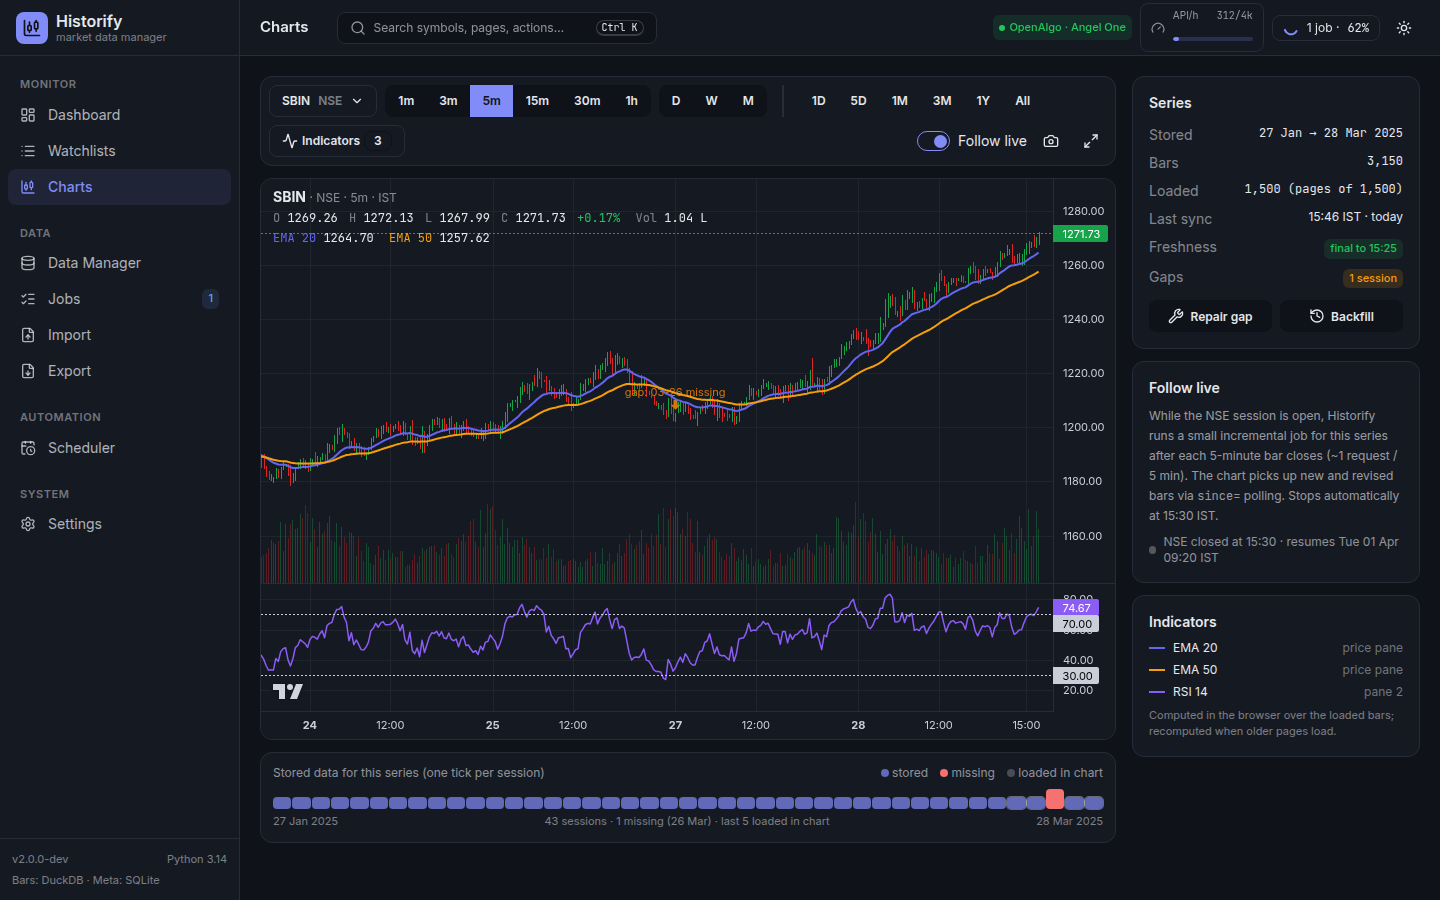 Historify
market data manager
MONITOR
Dashboard
Watchlists
Charts
DATA
Data Manager
Jobs 1
Import
Export
AUTOMATION
Scheduler
SYSTEM
Settings
v2.0.0-dev Python 3.14
Bars: DuckDB · Meta: SQLite
Charts
Search symbols, pages, actions... Ctrl K
OpenAlgo · Angel One
API/h 312/4k
1 job · 62%
SBIN NSE 1m 3m 5m 15m 30m 1h D W M 1D 5D 1M 3M 1Y All
Indicators 3 Follow live
SBIN · NSE · 5m · IST
O 1269.26 H 1272.13 L 1267.99 C 1271.73 +0.17% Vol 1.04 L
EMA 20 1264.70 EMA 50 1257.62
1280.00
1271.73
1260.00
1240.00
1220.00
gap: 03-26 missing
1200.00
1180.00
1160.00
80.00
74.67
70.00
60.00
40.00
30.00
20.00
24 12:00 25 12:00 27 12:00 28 12:00 15:00
Stored data for this series (one tick per session) stored missing loaded in chart
27 Jan 2025 43 sessions · 1 missing (26 Mar) · last 5 loaded in chart 28 Mar 2025
Series
Stored 27 Jan → 28 Mar 2025
Bars 3,150
Loaded 1,500 (pages of 1,500)
Last sync 15:46 IST · today
Freshness final to 15:25
Gaps 1 session
Repair gap Backfill
Follow live
While the NSE session is open, Historify
runs a small incremental job for this series
after each 5-minute bar closes (~1 request /
5 min). The chart picks up new and revised
bars via since= polling. Stops automatically
at 15:30 IST.
NSE closed at 15:30 · resumes Tue 01 Apr
09:20 IST
Indicators
EMA 20 price pane
EMA 50 price pane
RSI 14 pane 2
Computed in the browser over the loaded bars;
recomputed when older pages load.